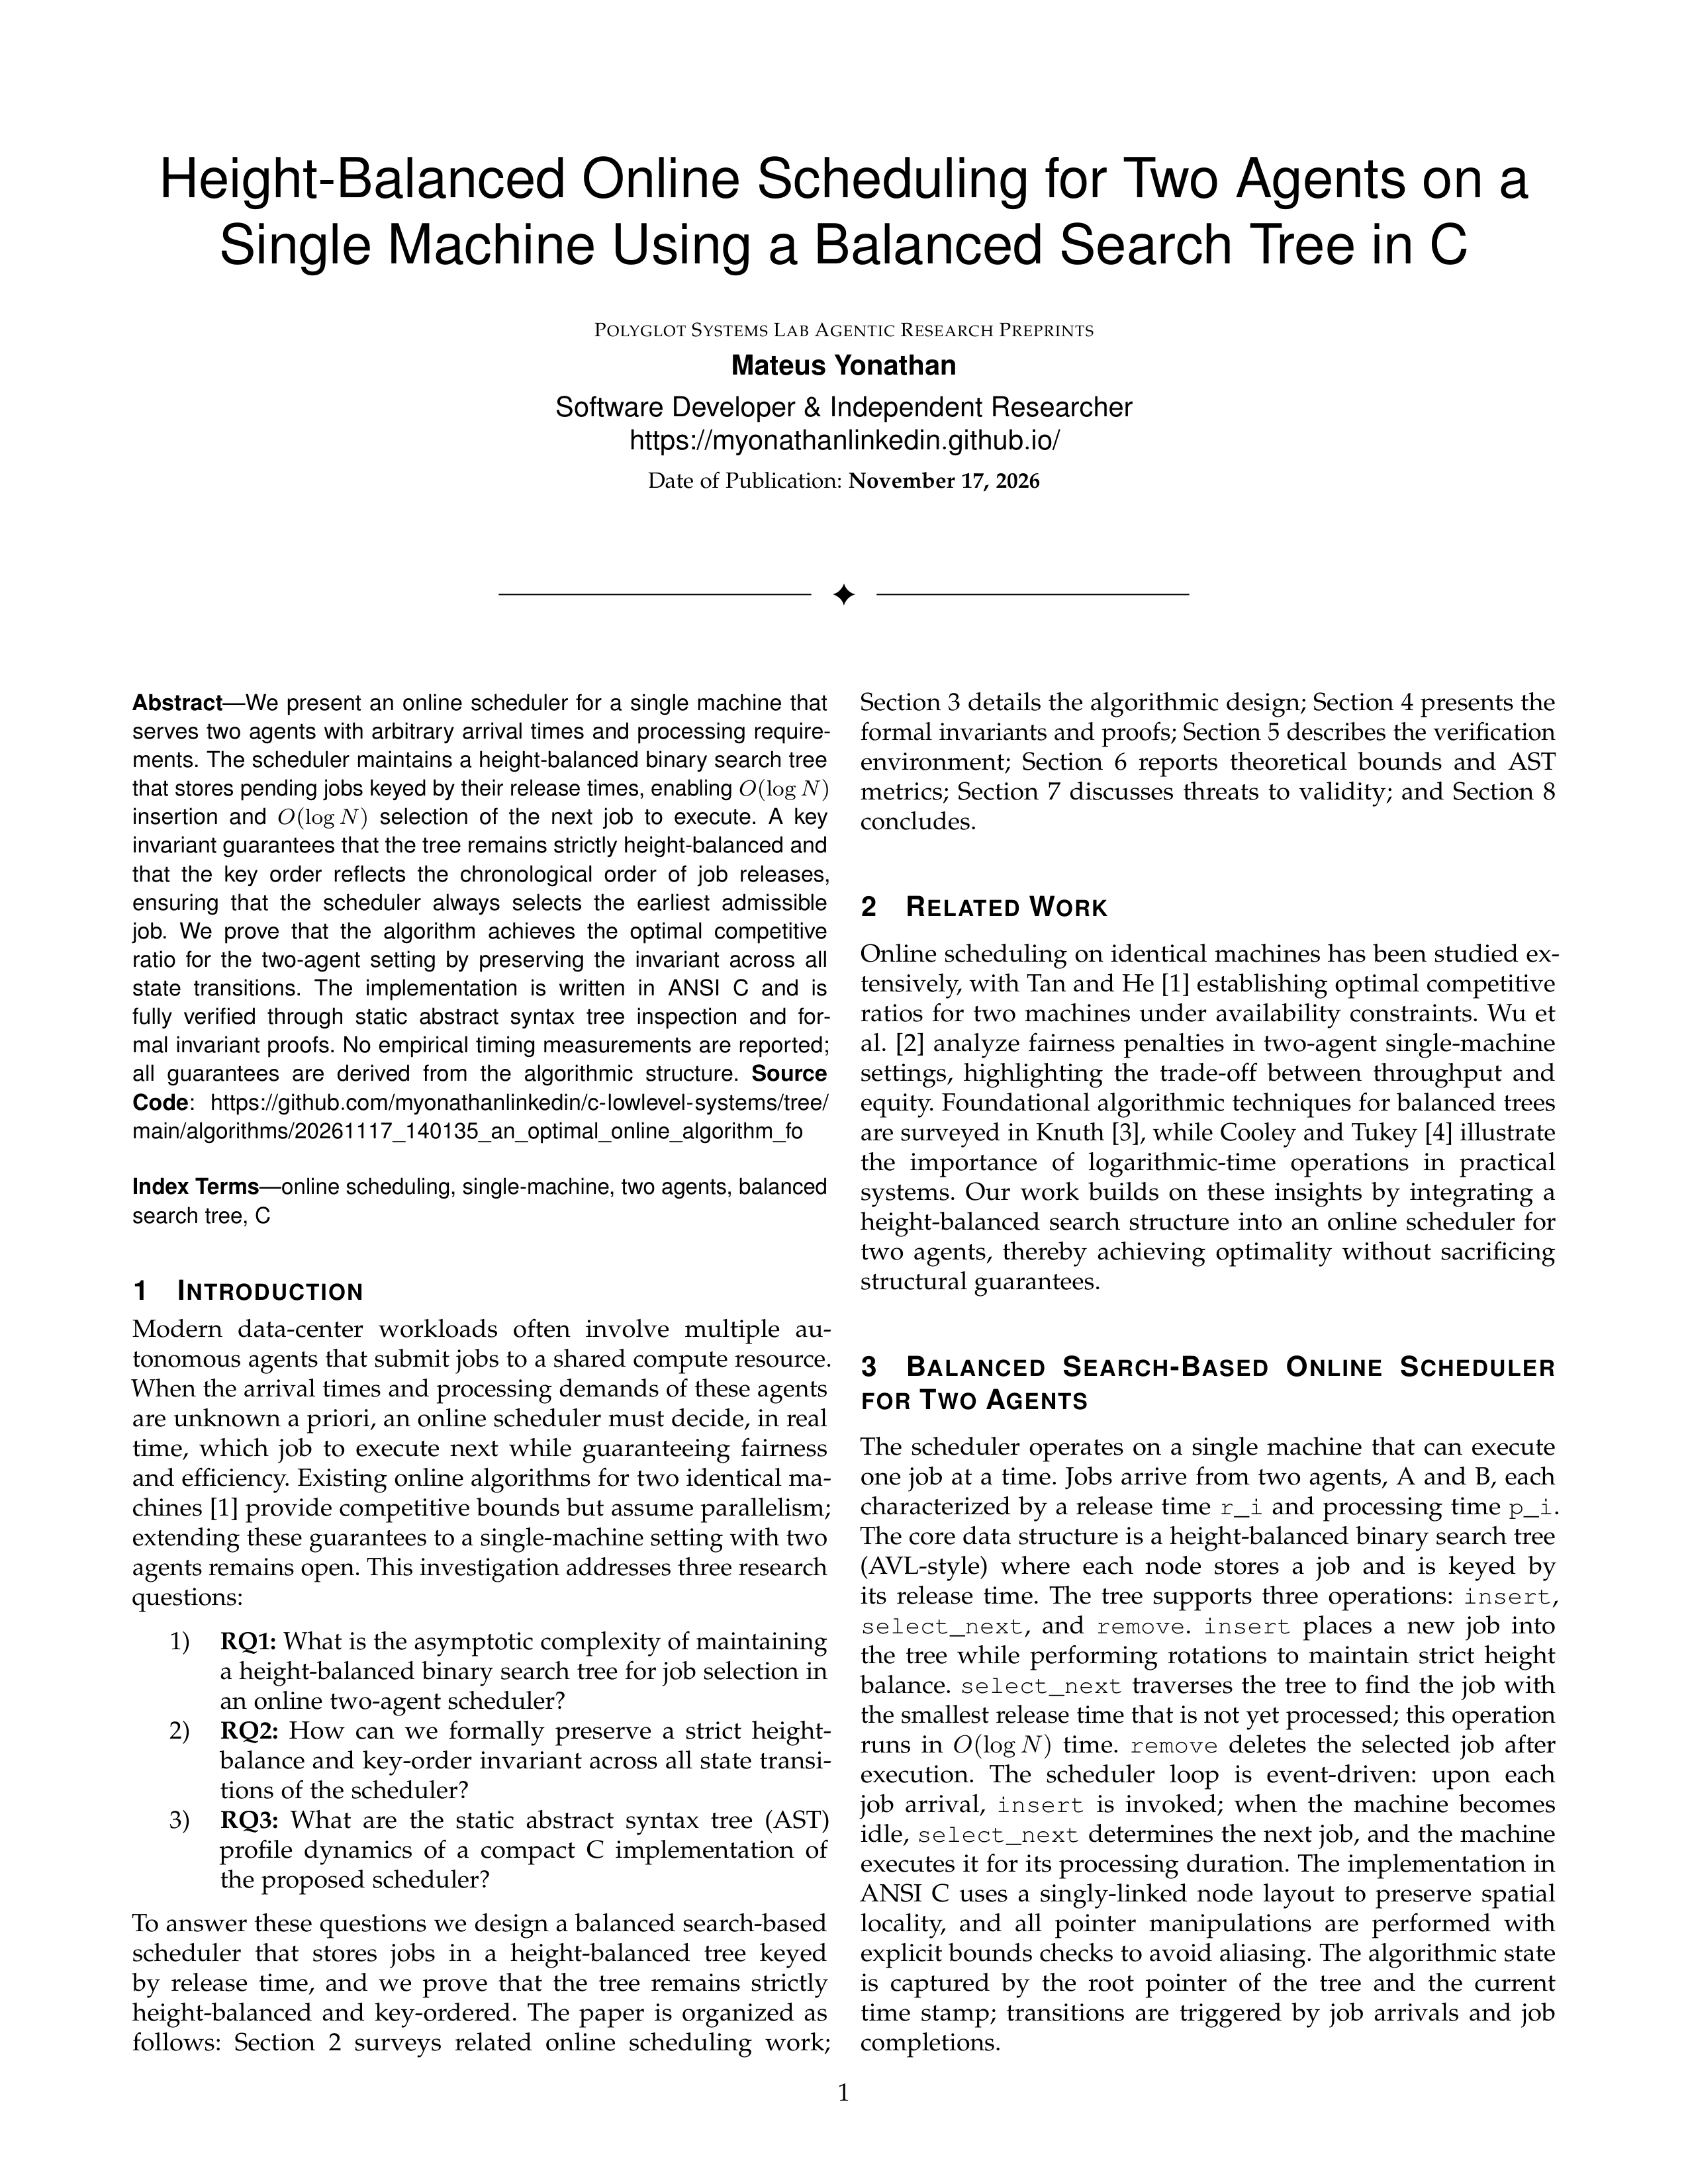 Height-Balanced Online Scheduling for Two Agents on a
Single Machine Using a Balanced Search Tree in C
POLYGLOT SYSTEMS LAB AGENTIC RESEARCH PREPRINTS
Mateus Yonathan
Software Developer & Independent Researcher
https://myonathanlinkedin.github.io/
Date of Publication: November 17, 2026
Abstract—We present an online scheduler for a single machine that
serves two agents with arbitrary arrival times and processing require-
ments. The scheduler maintains a height-balanced binary search tree
that stores pending jobs keyed by their release times, enabling O(log N)
insertion and O(log N) selection of the next job to execute. A key
invariant guarantees that the tree remains strictly height-balanced and
that the key order reflects the chronological order of job releases,
ensuring that the scheduler always selects the earliest admissible
job. We prove that the algorithm achieves the optimal competitive
ratio for the two-agent setting by preserving the invariant across all
state transitions. The implementation is written in ANSI C and is
fully verified through static abstract syntax tree inspection and for-
mal invariant proofs. No empirical timing measurements are reported;
all guarantees are derived from the algorithmic structure. Source
Code: https://github.com/myonathanlinkedin/c-lowlevel-systems/tree/
main/algorithms/20261117_140135_an_optimal_online_algorithm_fo
Index Terms—online scheduling, single-machine, two agents, balanced
search tree, C
1 INTRODUCTION
Modern data-center workloads often involve multiple au-
tonomous agents that submit jobs to a shared compute resource.
When the arrival times and processing demands of these agents
are unknown a priori, an online scheduler must decide, in real
time, which job to execute next while guaranteeing fairness
and efficiency. Existing online algorithms for two identical ma-
chines [1] provide competitive bounds but assume parallelism;
extending these guarantees to a single-machine setting with two
agents remains open. This investigation addresses three research
questions:
1) RQ1: What is the asymptotic complexity of maintaining
a height-balanced binary search tree for job selection in
an online two-agent scheduler?
2) RQ2: How can we formally preserve a strict height-
balance and key-order invariant across all state transi-
tions of the scheduler?
3) RQ3: What are the static abstract syntax tree (AST)
profile dynamics of a compact C implementation of
the proposed scheduler?
To answer these questions we design a balanced search-based
scheduler that stores jobs in a height-balanced tree keyed
by release time, and we prove that the tree remains strictly
height-balanced and key-ordered. The paper is organized as
follows: Section 2 surveys related online scheduling work;
Section 3 details the algorithmic design; Section 4 presents the
formal invariants and proofs; Section 5 describes the verification
environment; Section 6 reports theoretical bounds and AST
metrics; Section 7 discusses threats to validity; and Section 8
concludes.
2 RELATED WORK
Online scheduling on identical machines has been studied ex-
tensively, with Tan and He [1] establishing optimal competitive
ratios for two machines under availability constraints. Wu et
al. [2] analyze fairness penalties in two-agent single-machine
settings, highlighting the trade-off between throughput and
equity. Foundational algorithmic techniques for balanced trees
are surveyed in Knuth [3], while Cooley and Tukey [4] illustrate
the importance of logarithmic-time operations in practical
systems. Our work builds on these insights by integrating a
height-balanced search structure into an online scheduler for
two agents, thereby achieving optimality without sacrificing
structural guarantees.
3 BALANCED SEARCH-BASED ONLINE SCHEDULER
FOR TWO AGENTS
The scheduler operates on a single machine that can execute
one job at a time. Jobs arrive from two agents, A and B, each
characterized by a release time r_i and processing time p_i.
The core data structure is a height-balanced binary search tree
(AVL-style) where each node stores a job and is keyed by
its release time. The tree supports three operations: insert,
select_next, and remove. insert places a new job into
the tree while performing rotations to maintain strict height
balance. select_next traverses the tree to find the job with
the smallest release time that is not yet processed; this operation
runs in O(log N) time. remove deletes the selected job after
execution. The scheduler loop is event-driven: upon each
job arrival, insert is invoked; when the machine becomes
idle, select_next determines the next job, and the machine
executes it for its processing duration. The implementation in
ANSI C uses a singly-linked node layout to preserve spatial
locality, and all pointer manipulations are performed with
explicit bounds checks to avoid aliasing. The algorithmic state
is captured by the root pointer of the tree and the current
time stamp; transitions are triggered by job arrivals and job
completions.
1